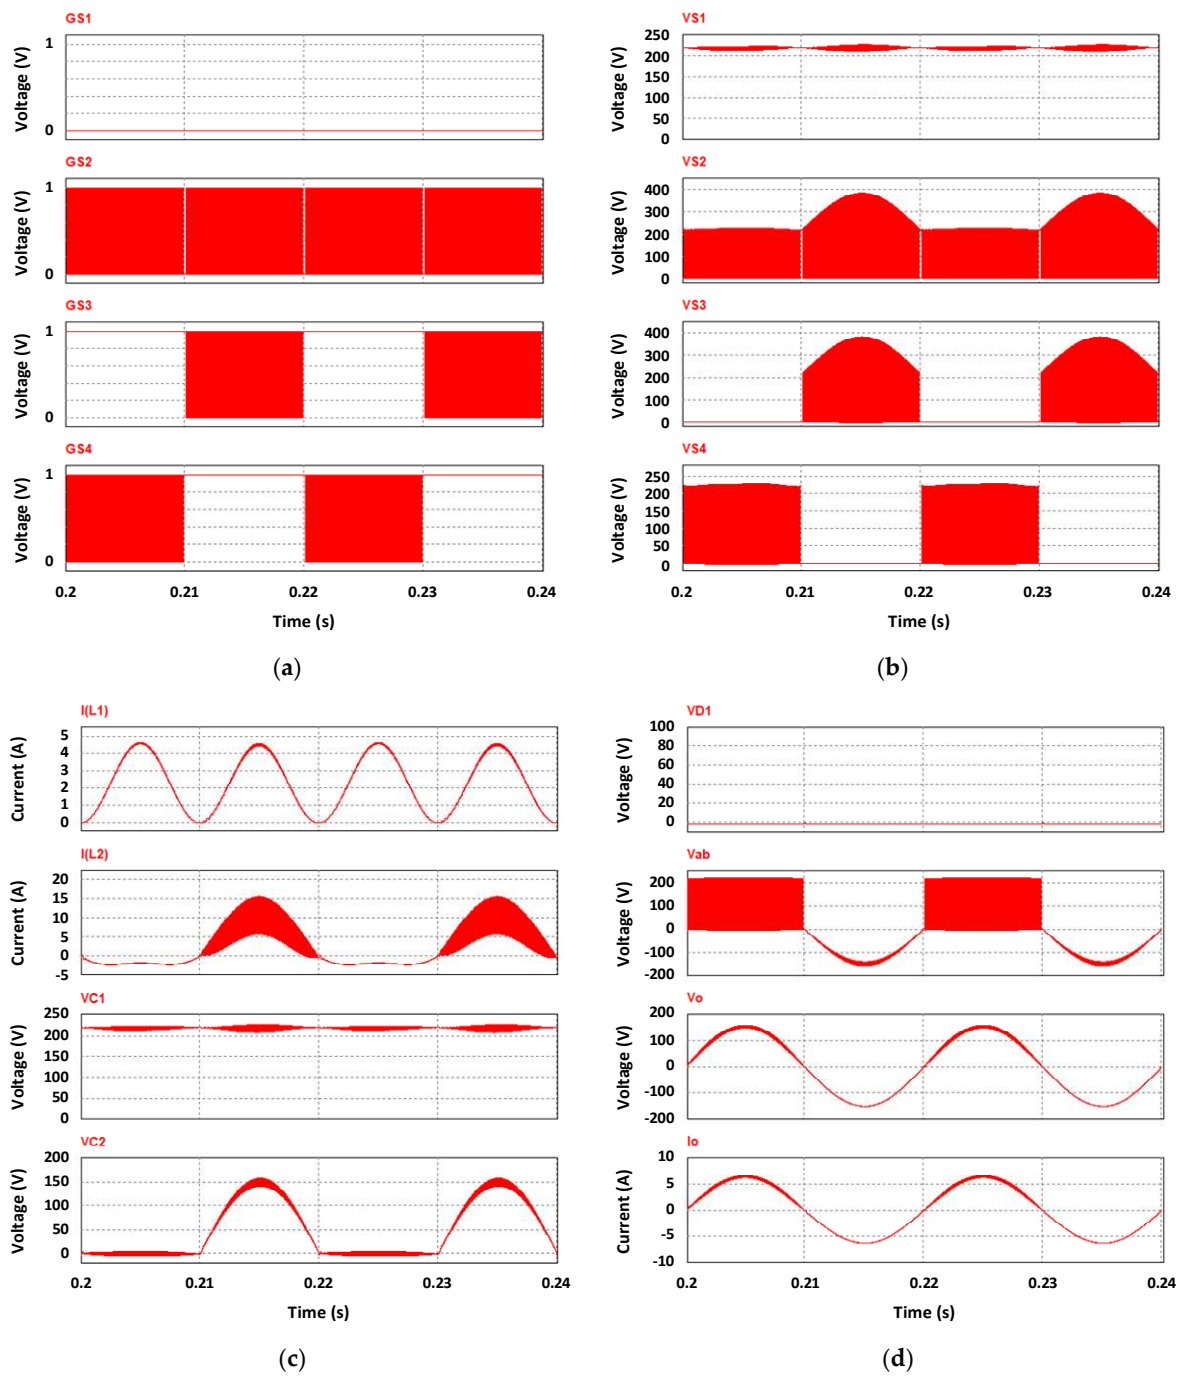 GS1
1
Voltage (V)
0
GS2
1
Voltage (V)
0
GS3
1
Voltage (V)
0
GS4
1
Voltage (V)
0
0.2 0.21 0.22 0.23 0.24
Time (s)
(a)
VS1
250
200
150
100
50
0
Voltage (V)
VS2
400
300
200
100
0
Voltage (V)
VS3
400
300
200
100
0
Voltage (V)
VS4
250
200
150
100
50
0
Voltage (V)
0.2 0.21 0.22 0.23 0.24
Time (s)
(b)
I(L1)
5
4
3
2
1
0
Current (A)
I(L2)
20
15
10
5
0
-5
Current (A)
VC1
250
200
150
100
50
0
Voltage (V)
VC2
200
150
100
50
0
Voltage (V)
0.2 0.21 0.22 0.23 0.24
Time (s)
(c)
VD1
100
80
60
40
20
0
Voltage (V)
Vab
200
100
0
-100
-200
Voltage (V)
Vo
200
100
0
-100
-200
Voltage (V)
Io
10
5
0
-5
-10
Current (A)
0.2 0.21 0.22 0.23 0.24
Time (s)
(d)